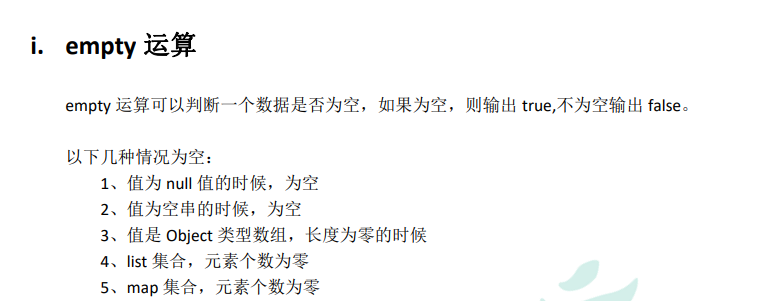 i. empty 运算
empty 运算可以判断一个数据是否为空，如果为空，则输出 true,不为空输出 false。
以下几种情况为空：
1、值为 null 值的时候，为空
2、值为空串的时候，为空
3、值是 Object 类型数组，长度为零的时候
4、list 集合，元素个数为零
5、map 集合，元素个数为零